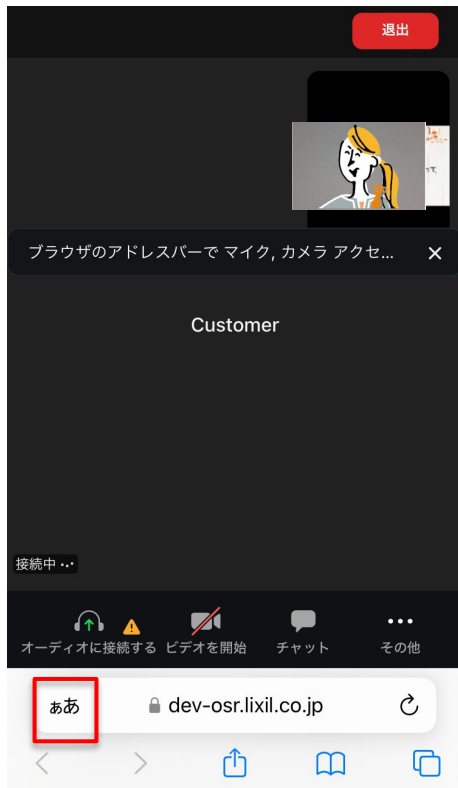 退出
ブラウザのアドレスバーで マイク, カメラ アクセ...
Customer
接続中
オーディオに接続する ビデオを開始 チャット その他
ぁあ dev-osr.lixil.co.jp